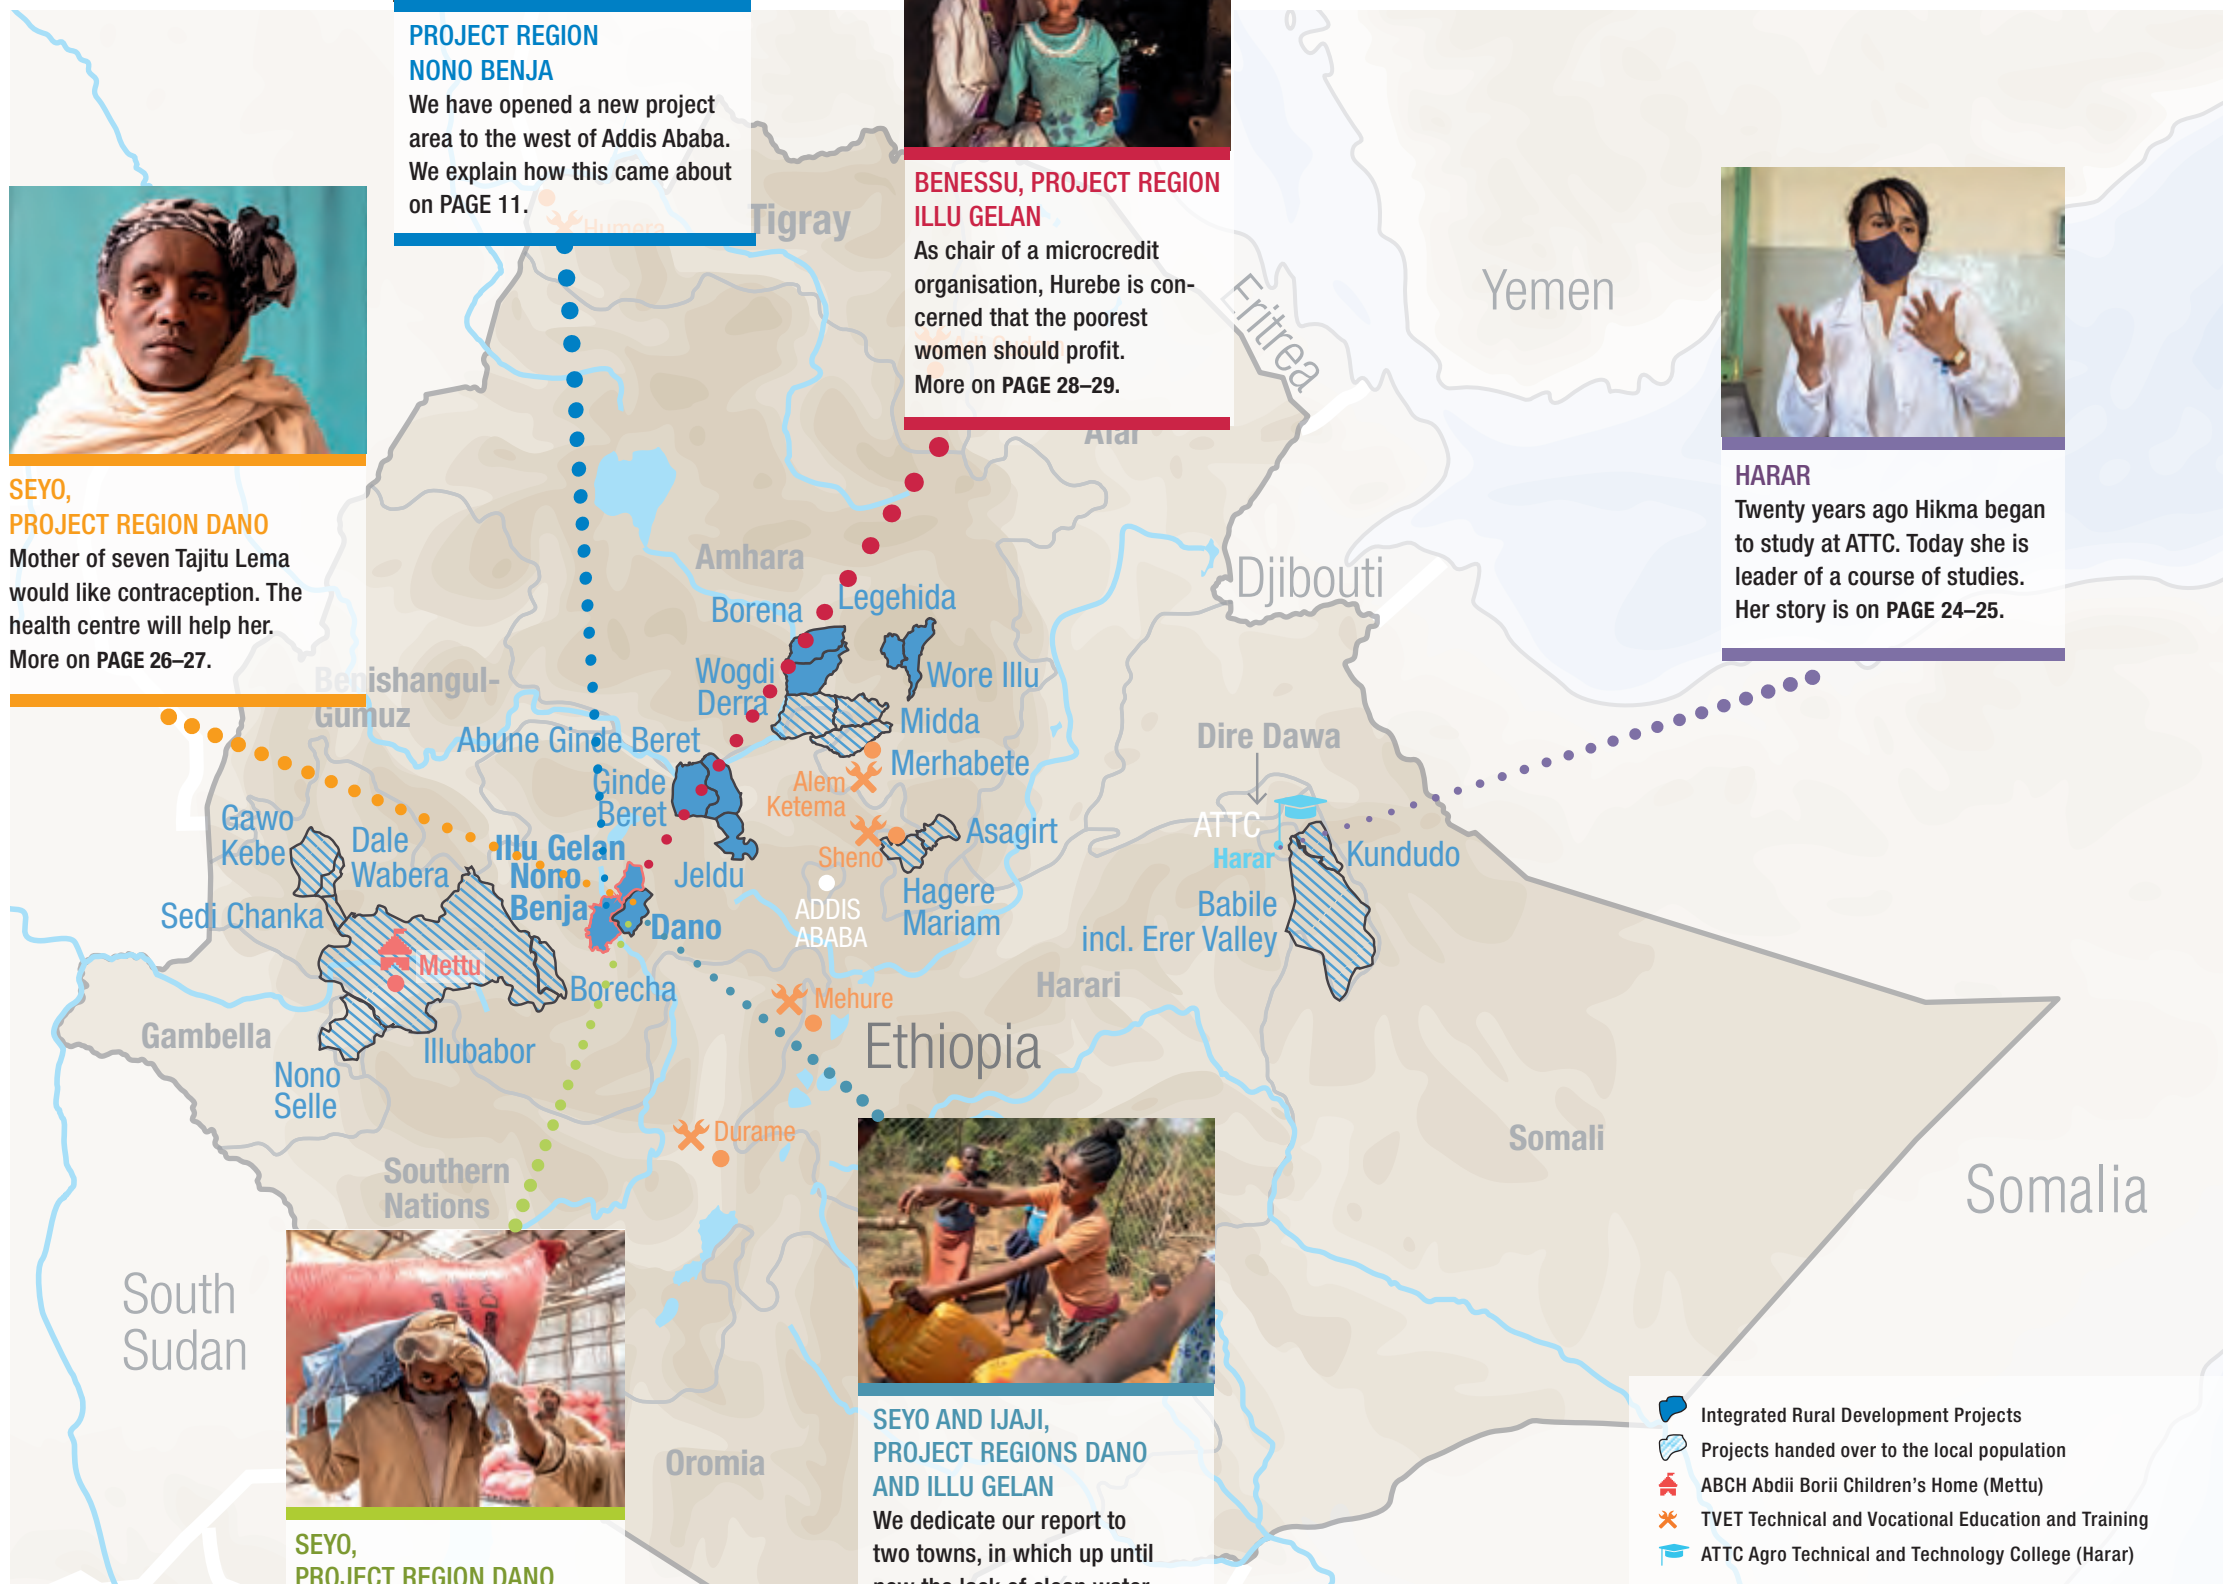 PROJECT REGION
NONO BENJA
We have opened a new project
area to the west of Addis Ababa.
We explain how this came about
on PAGE 11.
BENESSU, PROJECT REGION
ILLU GELAN
As chair of a microcredit
organisation, Hurebe is con-
cerned that the poorest
women should profit.
More on PAGE 28–29.
HARAR
Twenty years ago Hikma began
to study at ATTC. Today she is
leader of a course of studies.
Her story is on PAGE 24–25.
SEYO,
PROJECT REGION DANO
Mother of seven Tajitu Lema
would like contraception. The
health centre will help her.
More on PAGE 26–27.
Humera
Tigray
Eritrea
Yemen
Afar
Djibouti
Amhara
Borena
Legehida
Wogdi
Derra
Wore Illu
Midda
Merhabete
Benishangul-
Gumuz
Abune Ginde Beret
Ginde
Beret
Alem
Ketema
Sheno
Asagirt
Hagere
Mariam
Jeldu
ADDIS
ABABA
Dire Dawa
ATTC
Harar
Kundudo
Babile
incl. Erer Valley
Harari
Gawo
Kebe
Dale
Wabera
Sedi Chanka
Illu Gelan
Nono
Benja
Dano
Mettu
Borecha
Illubabor
Gambella
Nono
Selle
Mehure
Ethiopia
Durame
Southern
Nations
Somali
Somalia
South
Sudan
Oromia
SEYO,
PROJECT REGION DANO
SEYO AND IJAJI,
PROJECT REGIONS DANO
AND ILLU GELAN
We dedicate our report to
two towns, in which up until
now the lack of clean water
Integrated Rural Development Projects
Projects handed over to the local population
ABCH Abdii Borii Children's Home (Mettu)
TVET Technical and Vocational Education and Training
ATTC Agro Technical and Technology College (Harar)